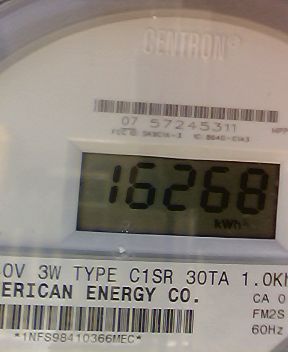 CENTRON®
07 57245311
16268
kWh
0V 3W TYPE C1SR 30TA 1.0K
ERICAN ENERGY CO.
CA 0
FM2S
60Hz
*1NFS98410366MEC*